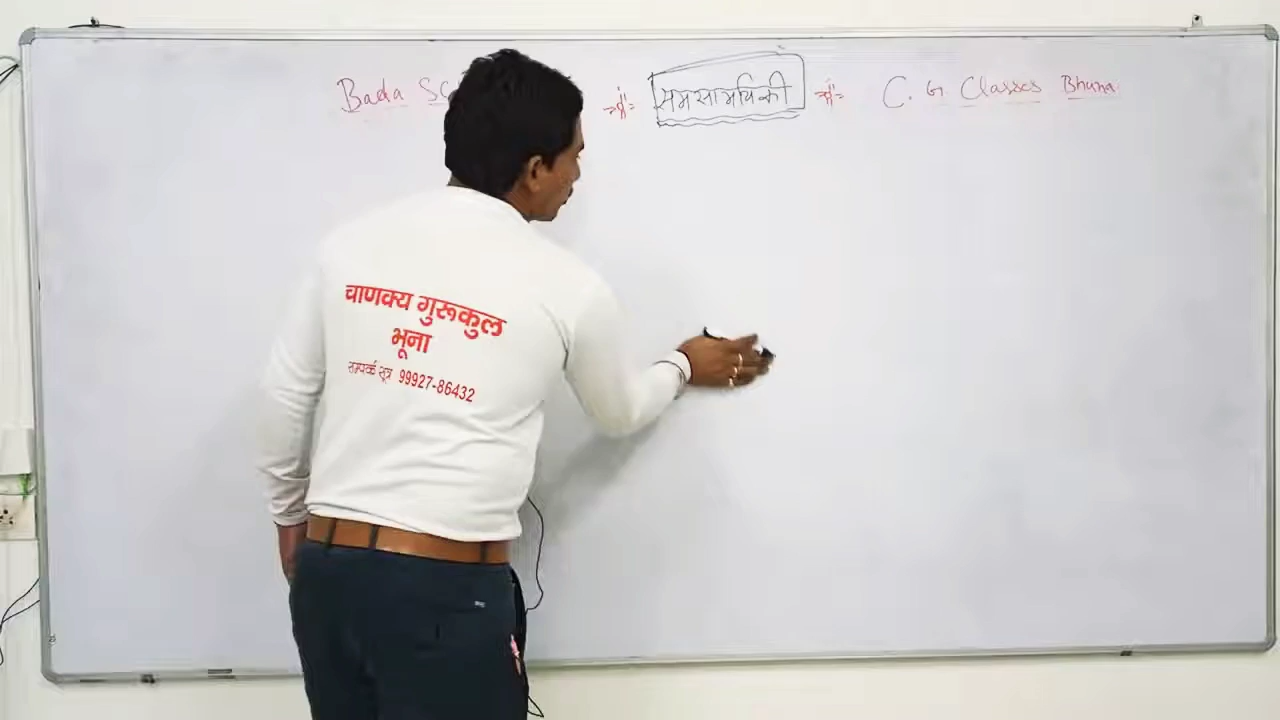 Bada
समसामयिकी
C. G Classes Bhuna
चाणक्य गुरूकुल
भूना
सम्पर्क सूत्र 99927-86432